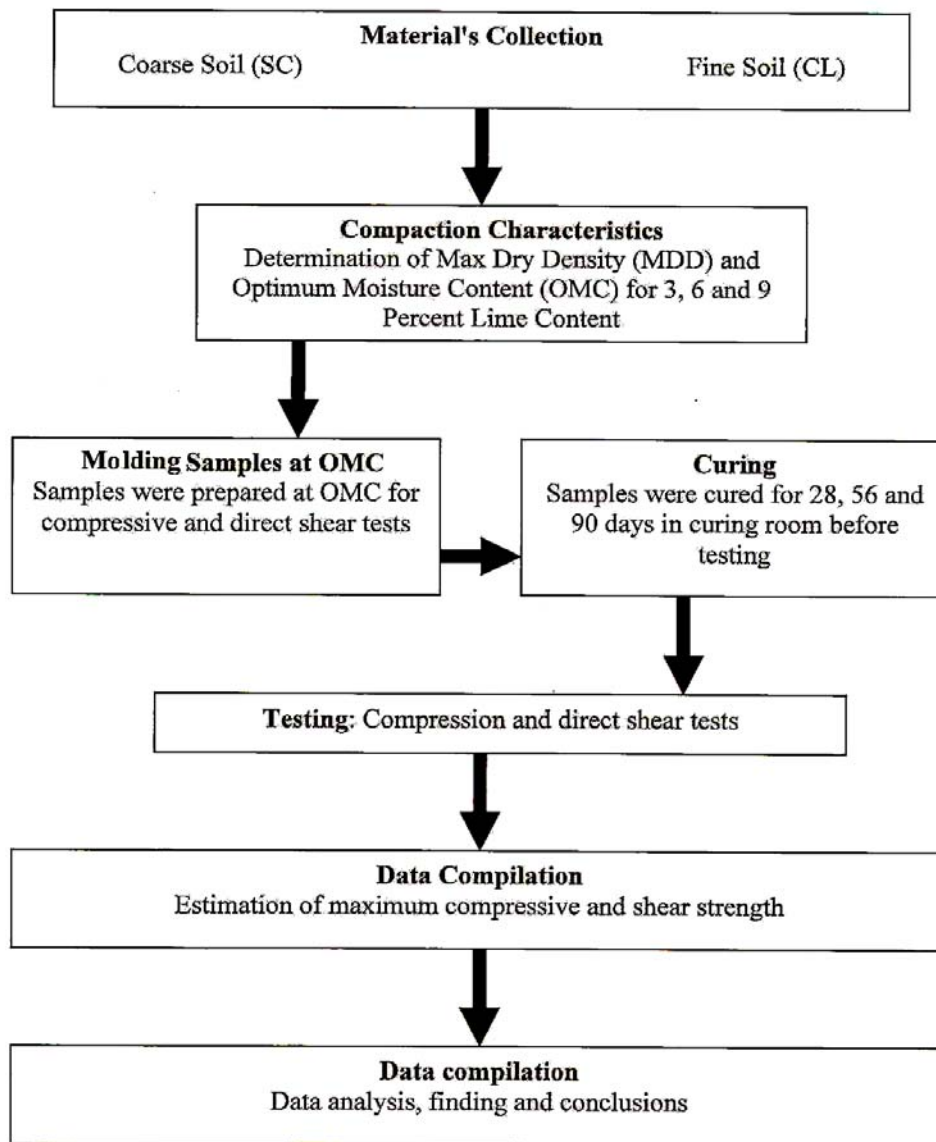 Material's Collection
Coarse Soil (SC) Fine Soil (CL)
Compaction Characteristics
Determination of Max Dry Density (MDD) and
Optimum Moisture Content (OMC) for 3, 6 and 9
Percent Lime Content
Molding Samples at OMC
Samples were prepared at OMC for
compressive and direct shear tests
Curing
Samples were cured for 28, 56 and
90 days in curing room before
testing
Testing: Compression and direct shear tests
Data Compilation
Estimation of maximum compressive and shear strength
Data compilation
Data analysis, finding and conclusions